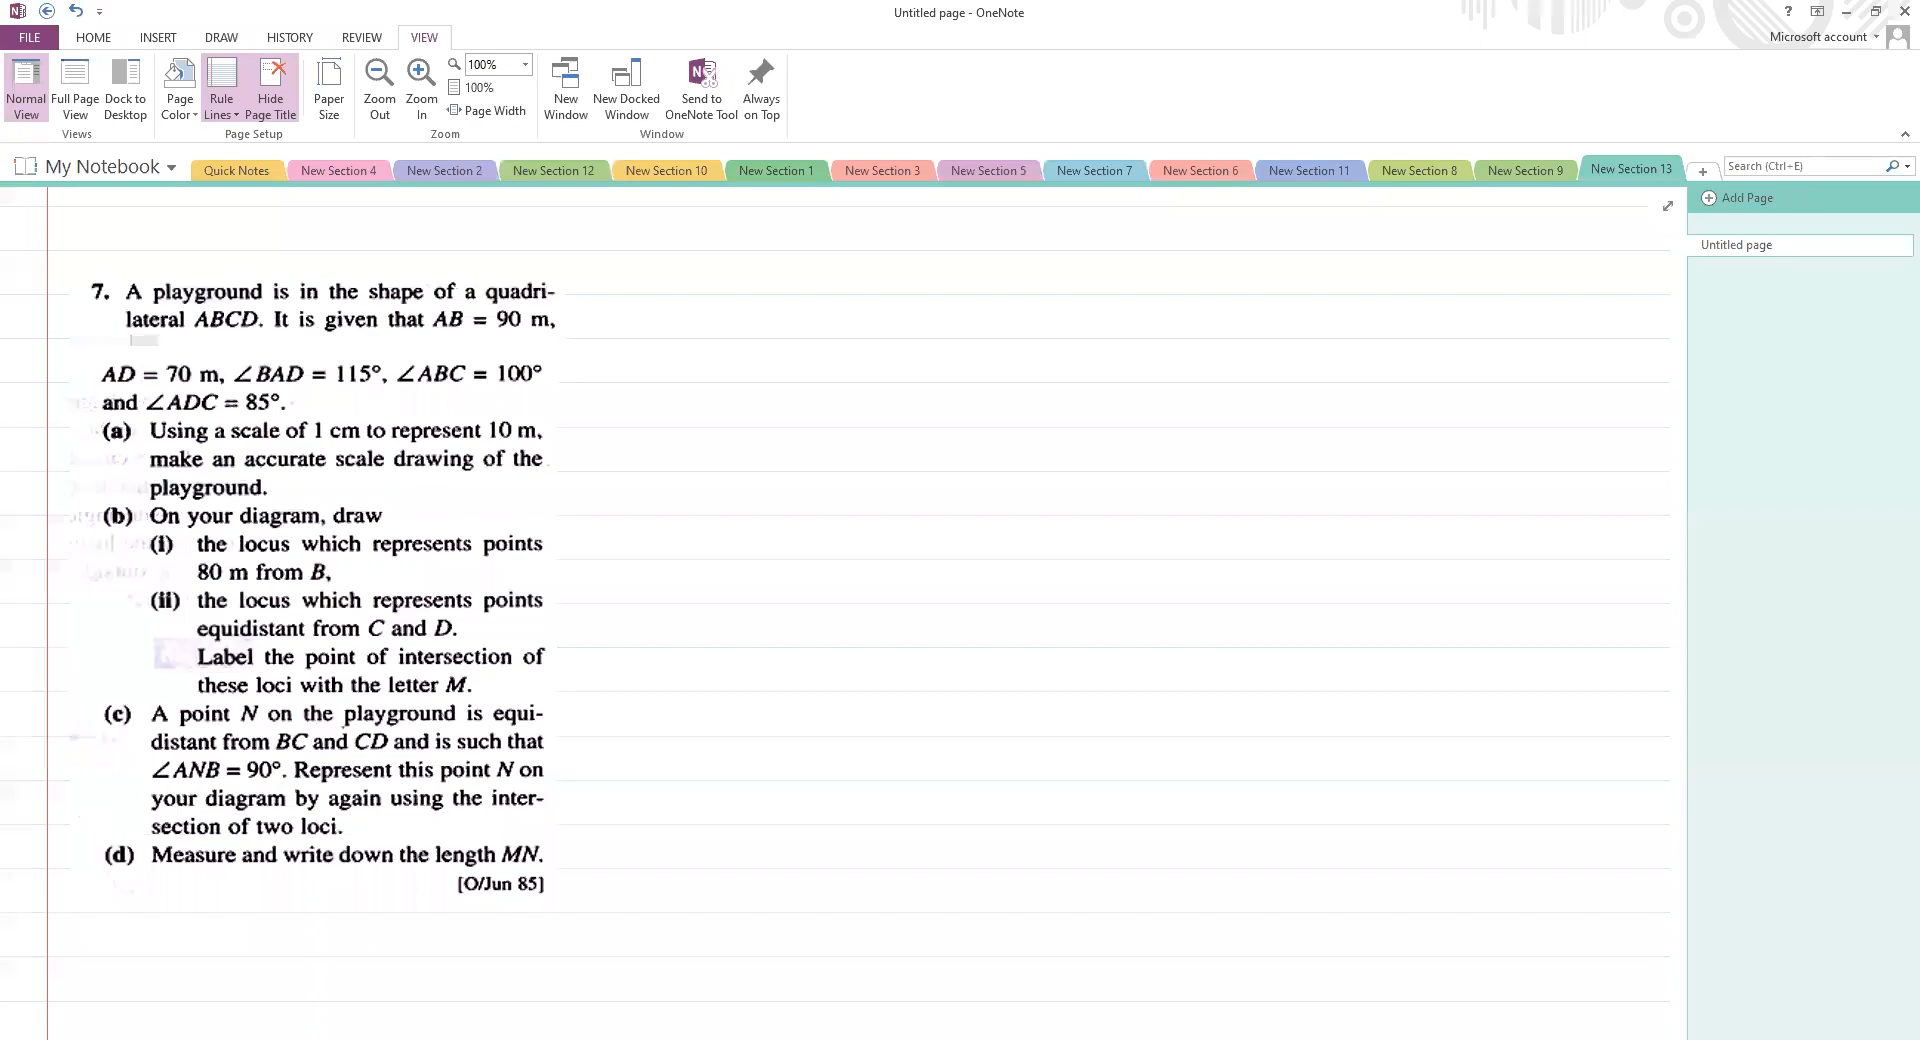 Untitled page - OneNote
?
Microsoft account
FILE HOME INSERT DRAW HISTORY REVIEW VIEW
Normal View
Full Page View
Dock to Desktop
Views
Page Color
Rule Lines
Hide Page Title
Paper Size
Page Setup
Zoom Out
Zoom In
100%
100%
Page Width
Zoom
New Window
New Docked Window
Send to OneNote Tool
Always on Top
Window
My Notebook
Quick Notes New Section 4 New Section 2 New Section 12 New Section 10 New Section 1 New Section 3 New Section 5 New Section 7 New Section 6 New Section 11 New Section 8 New Section 9 New Section 13
Search (Ctrl+E)
Add Page
Untitled page
7. A playground is in the shape of a quadri-
lateral ABCD. It is given that AB = 90 m,
AD = 70 m, ∠BAD = 115°, ∠ABC = 100°
and ∠ADC = 85°.
(a) Using a scale of 1 cm to represent 10 m,
make an accurate scale drawing of the
playground.
(b) On your diagram, draw
(i) the locus which represents points
80 m from B,
(ii) the locus which represents points
equidistant from C and D.
Label the point of intersection of
these loci with the letter M.
(c) A point N on the playground is equi-
distant from BC and CD and is such that
∠ANB = 90°. Represent this point N on
your diagram by again using the inter-
section of two loci.
(d) Measure and write down the length MN.
[O/Jun 85]